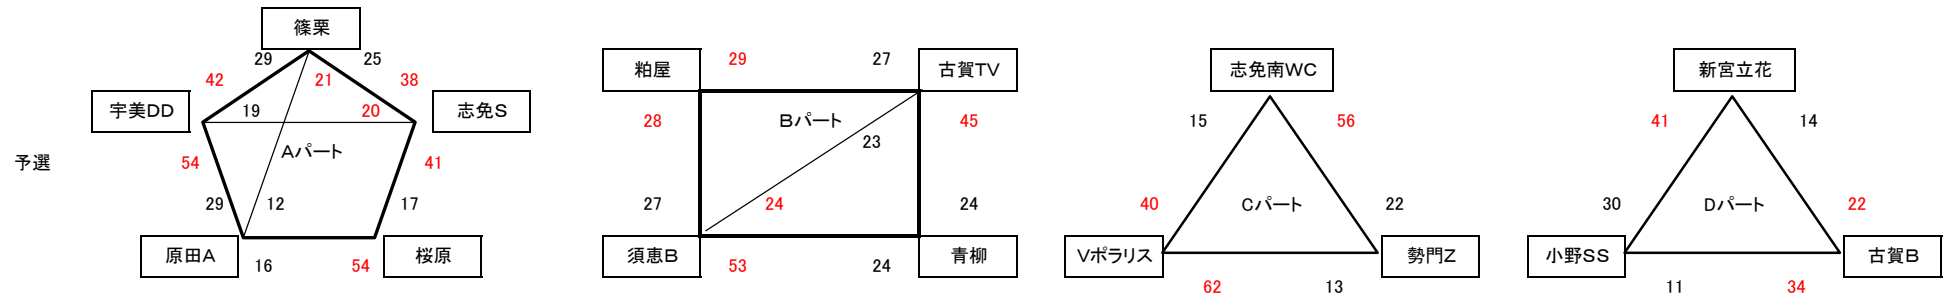 予選
篠栗
29 25
42 21 38
宇美DD 19 20 志免S
Aパート
54 41
29 12 17
原田A 16 54 桜原
粕屋 29 27 古賀TV
28 Bパート 45
23
27 24 24
須恵B 53 24 青柳
志免南WC
15 56
40 Cパート 22
Vポラリス 勢門Z
62 13
新宮立花
41 14
30 Dパート 22
小野SS 古賀B
11 34